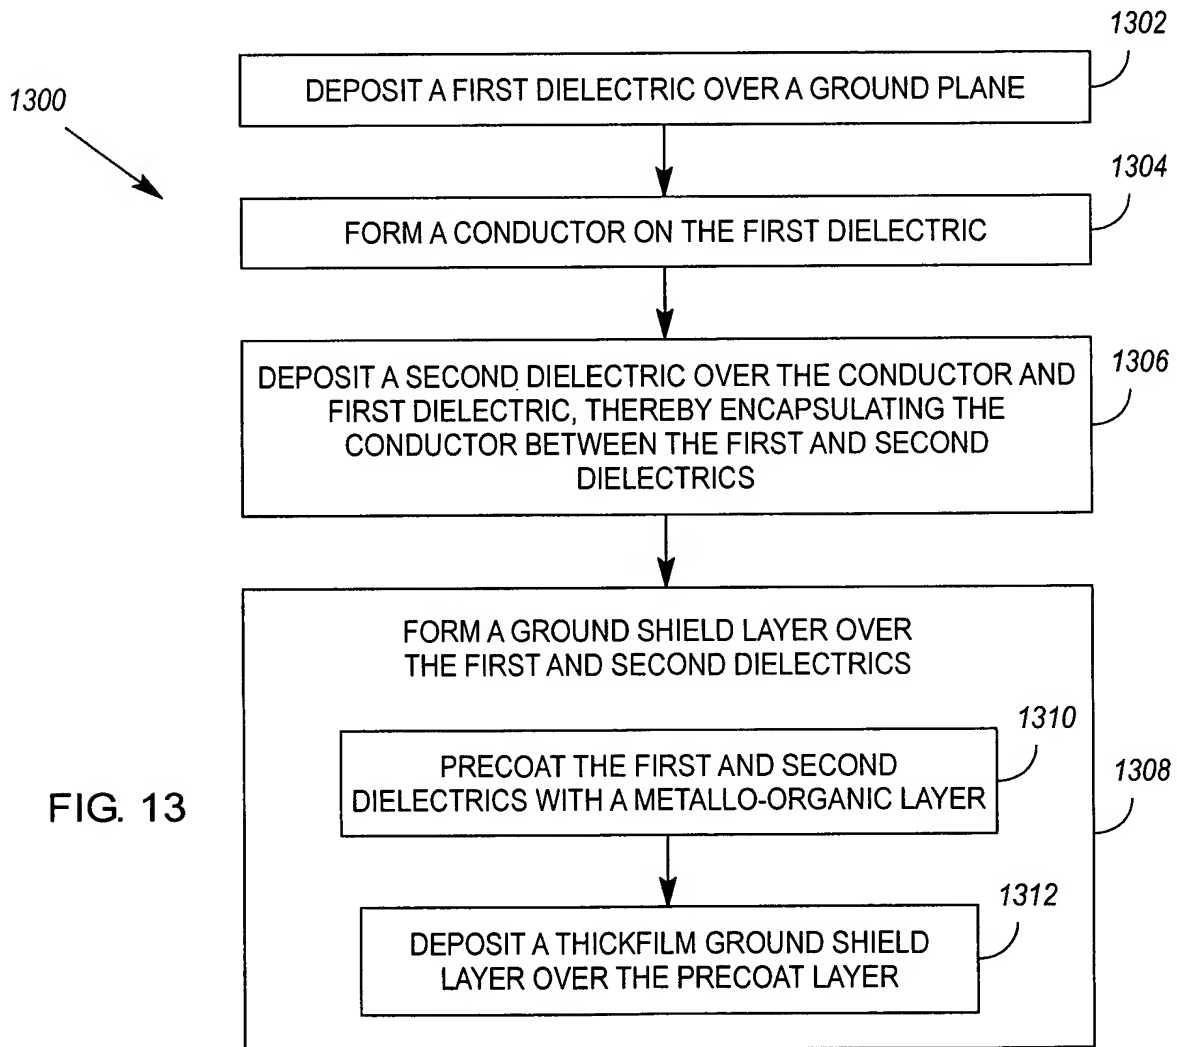 1302
DEPOSIT A FIRST DIELECTRIC OVER A GROUND PLANE
1300
1304
FORM A CONDUCTOR ON THE FIRST DIELECTRIC
1306
DEPOSIT A SECOND DIELECTRIC OVER THE CONDUCTOR AND
FIRST DIELECTRIC, THEREBY ENCAPSULATING THE
CONDUCTOR BETWEEN THE FIRST AND SECOND
DIELECTRICS
FORM A GROUND SHIELD LAYER OVER
THE FIRST AND SECOND DIELECTRICS
1310
PRECOAT THE FIRST AND SECOND
DIELECTRICS WITH A METALLO-ORGANIC LAYER
1308
FIG. 13
1312
DEPOSIT A THICKFILM GROUND SHIELD
LAYER OVER THE PRECOAT LAYER